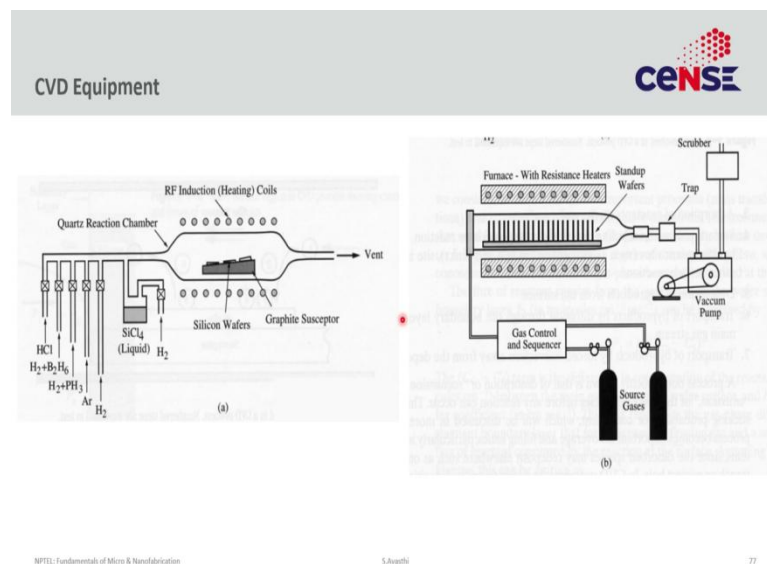 CVD Equipment
CENSE
RF Induction (Heating) Coils
Quartz Reaction Chamber
Vent
Silicon Wafers
Graphite Susceptor
SiCl4
(Liquid)
H2
HCl
H2+B2H6
H2+PH3
Ar
H2
(a)
Scrubber
Furnace - With Resistance Heaters
Standup
Wafers
Trap
Vaccum
Pump
Gas Control
and Sequencer
Source
Gases
(b)
NPTEL: Fundamentals of Micro & Nanofabrication
S.Avasthi
77